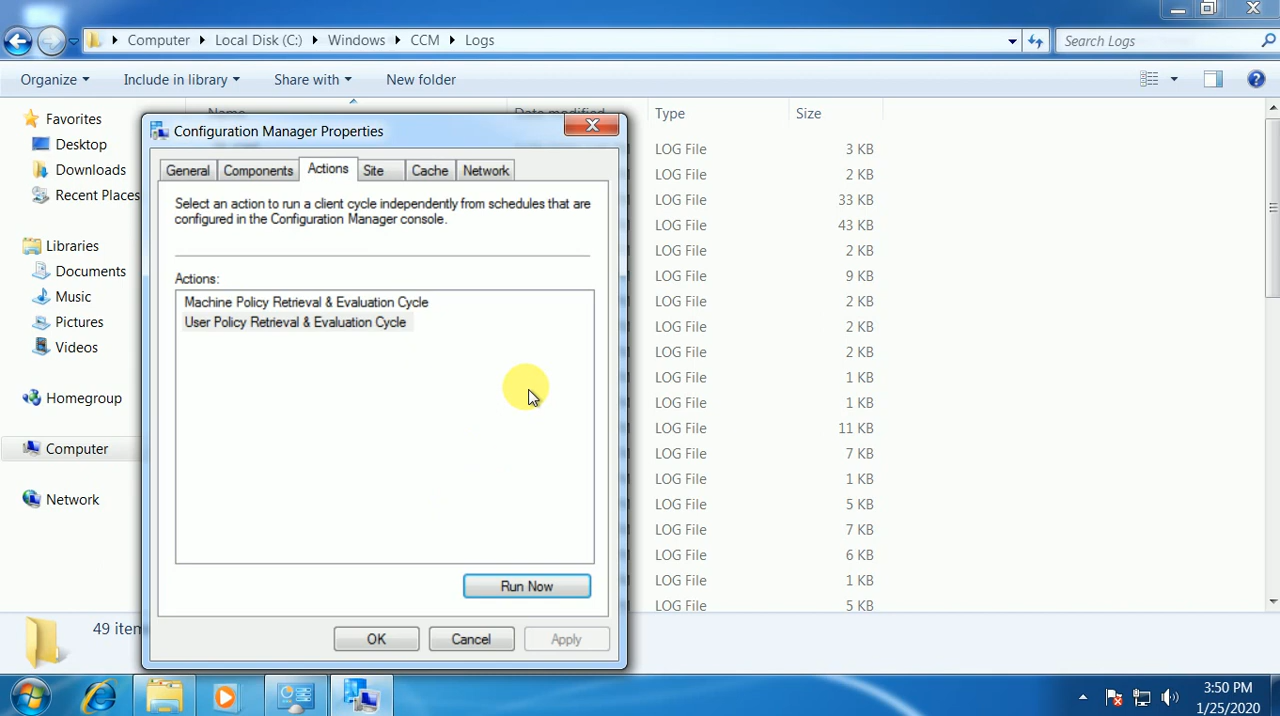 Computer Local Disk (C:) Windows CCM Logs
Search Logs
Organize Include in library Share with New folder
Favorites
Desktop
Downloads
Recent Places
Libraries
Documents
Music
Pictures
Videos
Homegroup
Computer
Network
Name Date modified Type Size
LOG File 3 KB
LOG File 2 KB
LOG File 33 KB
LOG File 43 KB
LOG File 2 KB
LOG File 9 KB
LOG File 2 KB
LOG File 2 KB
LOG File 2 KB
LOG File 1 KB
LOG File 1 KB
LOG File 11 KB
LOG File 7 KB
LOG File 1 KB
LOG File 5 KB
LOG File 7 KB
LOG File 6 KB
LOG File 1 KB
LOG File 5 KB
Configuration Manager Properties
General Components Actions Site Cache Network
Select an action to run a client cycle independently from schedules that are
configured in the Configuration Manager console.
Actions:
Machine Policy Retrieval & Evaluation Cycle
User Policy Retrieval & Evaluation Cycle
Run Now
OK Cancel Apply
49
3:50 PM
1/25/2020